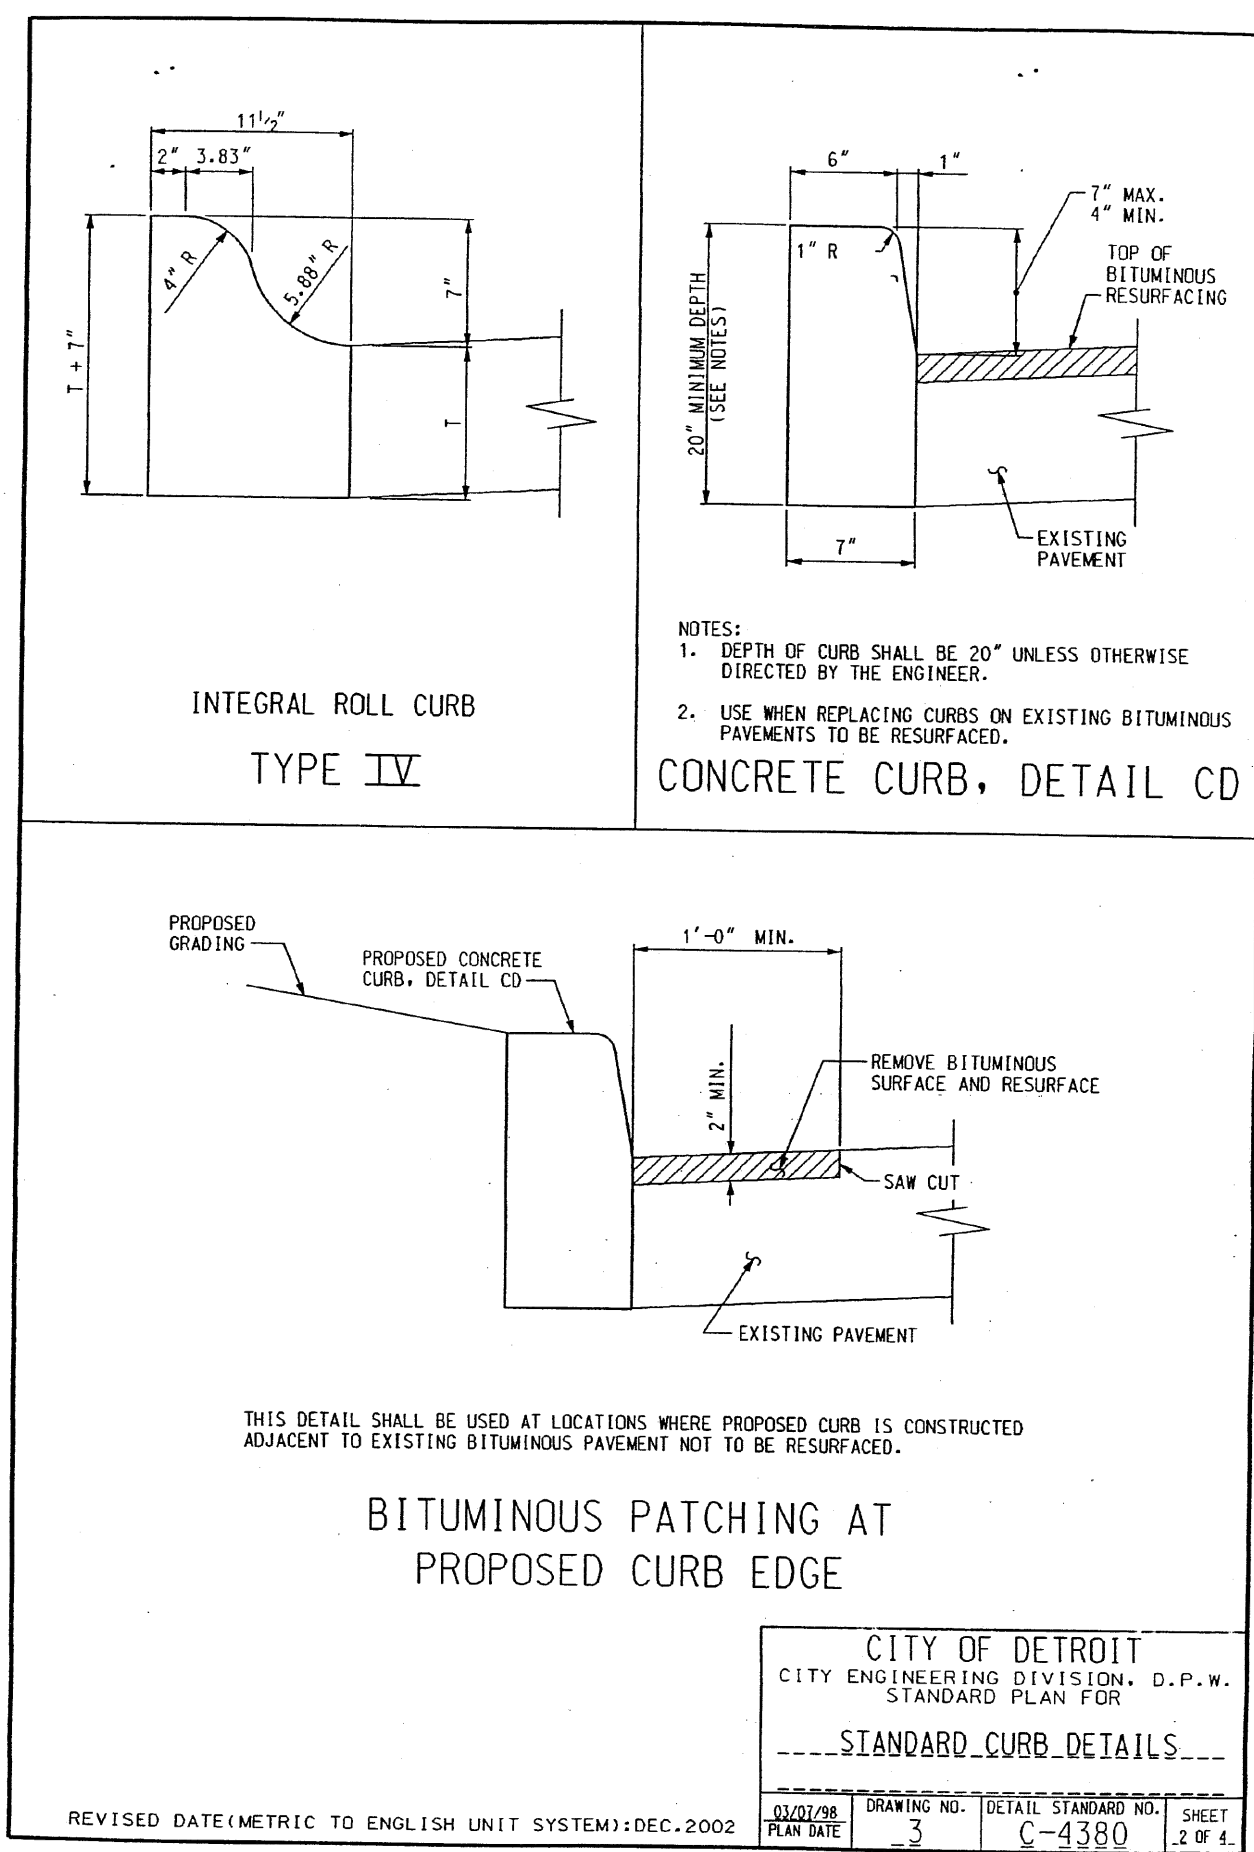 11 1/2"
2" 3.83"
4" R
5.88" R
7"
T + 7"
T
INTEGRAL ROLL CURB
TYPE IV
6"
1"
7" MAX.
4" MIN.
1" R
TOP OF
BITUMINOUS
RESURFACING
20" MINIMUM DEPTH
(SEE NOTES)
EXISTING
PAVEMENT
7"
NOTES:
1. DEPTH OF CURB SHALL BE 20" UNLESS OTHERWISE
DIRECTED BY THE ENGINEER.
2. USE WHEN REPLACING CURBS ON EXISTING BITUMINOUS
PAVEMENTS TO BE RESURFACED.
CONCRETE CURB, DETAIL CD
PROPOSED
GRADING
PROPOSED CONCRETE
CURB, DETAIL CD
1'-0" MIN.
2" MIN.
REMOVE BITUMINOUS
SURFACE AND RESURFACE
SAW CUT
EXISTING PAVEMENT
THIS DETAIL SHALL BE USED AT LOCATIONS WHERE PROPOSED CURB IS CONSTRUCTED
ADJACENT TO EXISTING BITUMINOUS PAVEMENT NOT TO BE RESURFACED.
BITUMINOUS PATCHING AT
PROPOSED CURB EDGE
CITY OF DETROIT
CITY ENGINEERING DIVISION, D.P.W.
STANDARD PLAN FOR
STANDARD CURB DETAILS
03/07/98
PLAN DATE
DRAWING NO.
3
DETAIL STANDARD NO.
C-4380
SHEET
2 OF 4
REVISED DATE(METRIC TO ENGLISH UNIT SYSTEM):DEC.2002